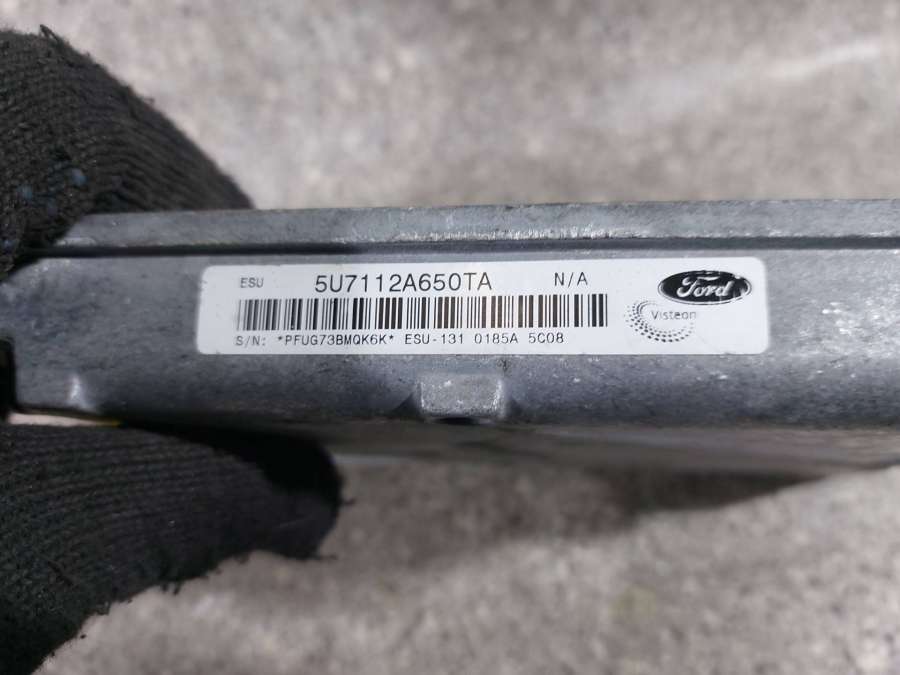 ESU 5U7112A650TA N/A Ford
Visteon
S/N: *PFUG73BMQK6K* ESU-131 0185A 5C08